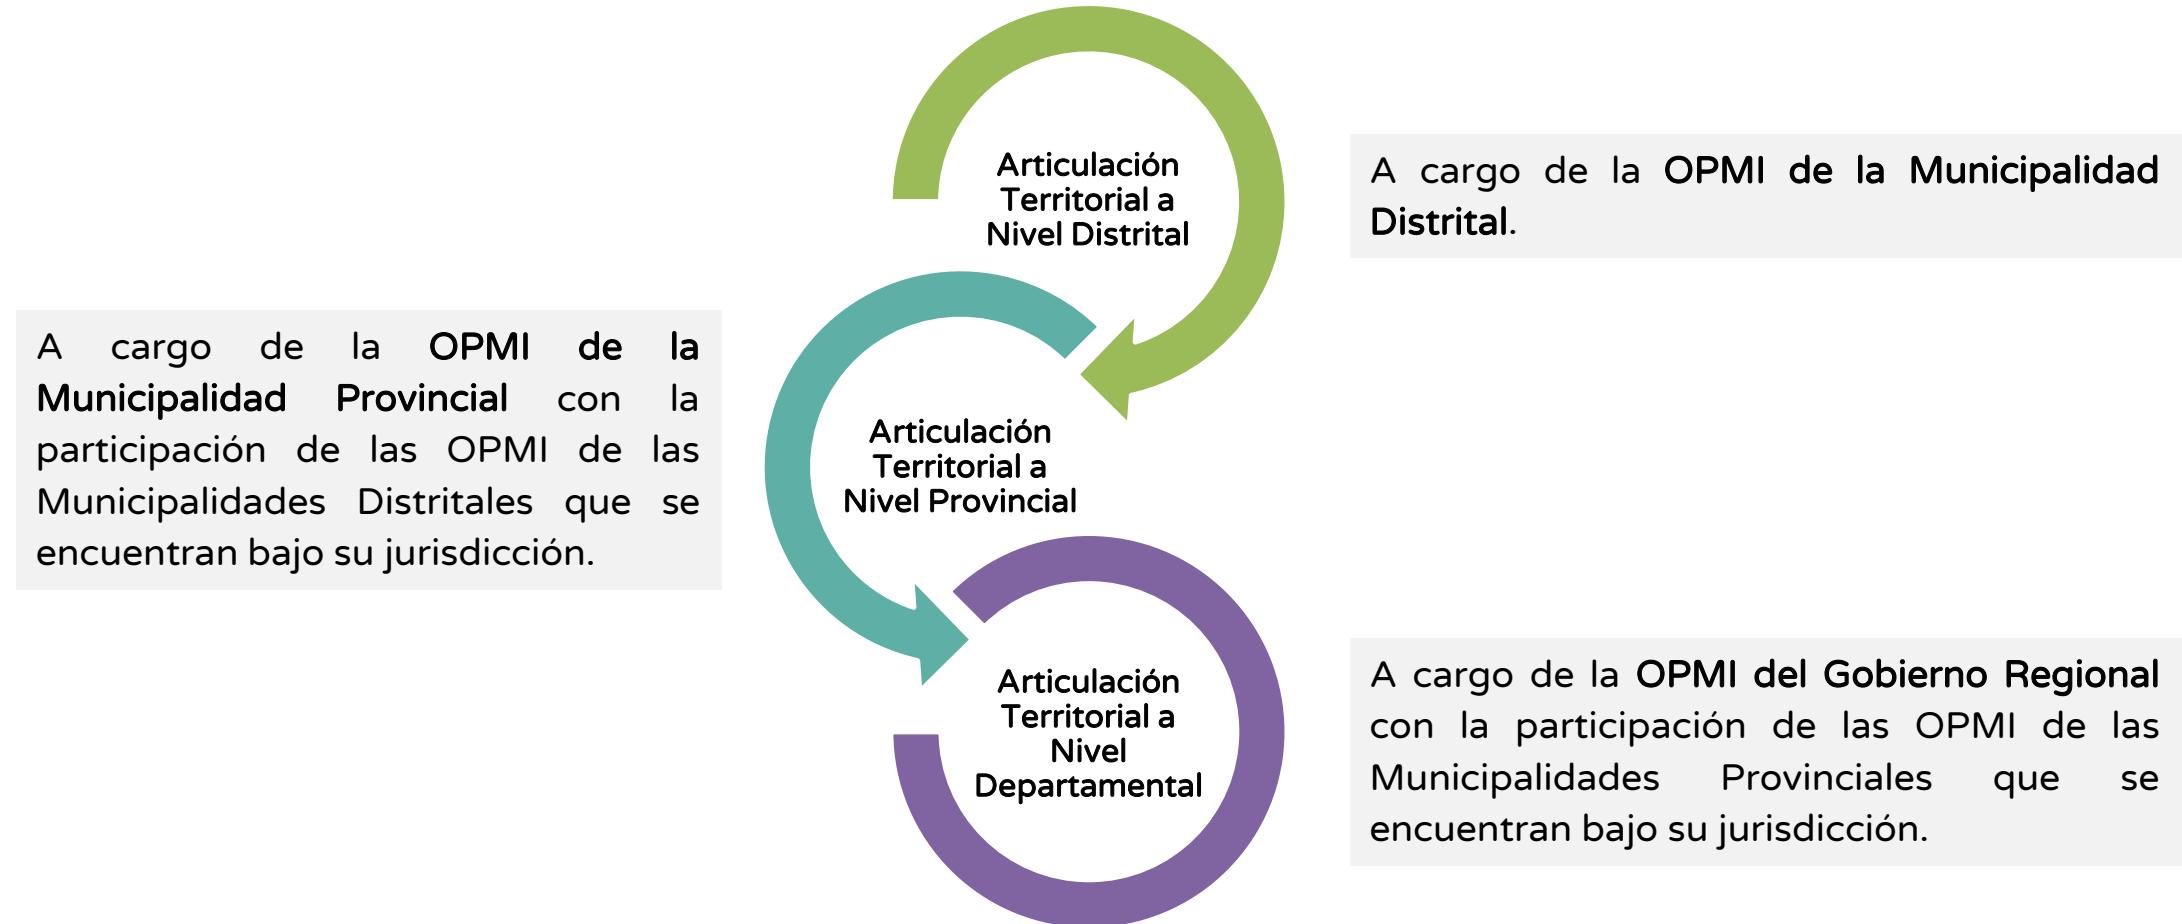 Articulación
Territorial a
Nivel Distrital
A cargo de la OPMI de la Municipalidad
Distrital.
A cargo de la OPMI de la
Municipalidad Provincial con la
participación de las OPMI de las
Municipalidades Distritales que se
encuentran bajo su jurisdicción.
Articulación
Territorial a
Nivel Provincial
Articulación
Territorial a
Nivel
Departamental
A cargo de la OPMI del Gobierno Regional
con la participación de las OPMI de las
Municipalidades Provinciales que se
encuentran bajo su jurisdicción.